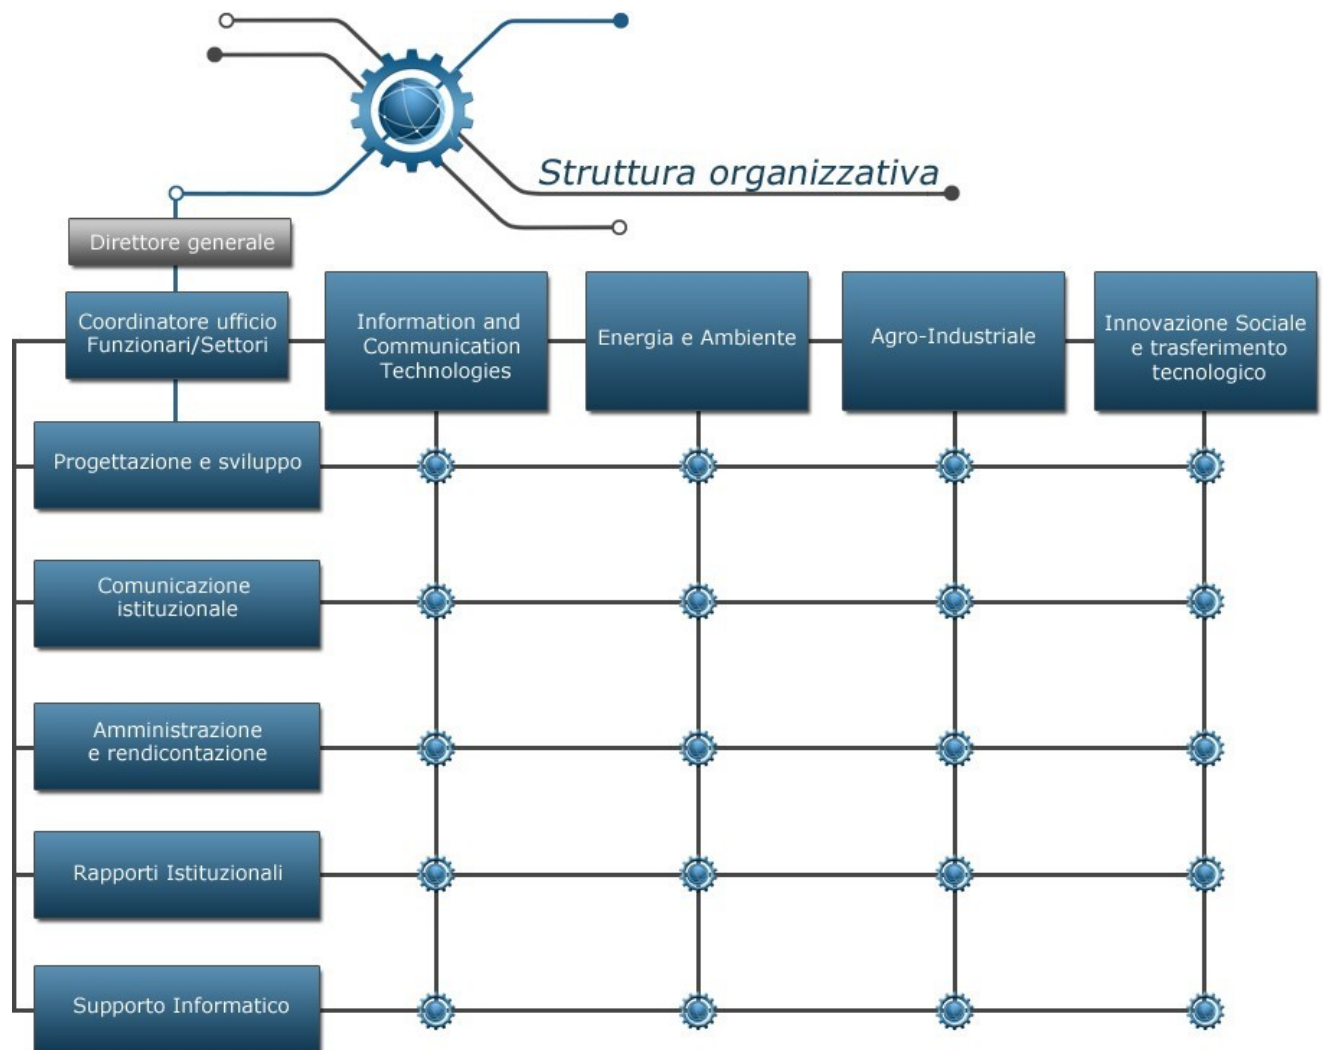 Struttura organizzativa
Direttore generale
Coordinatore ufficio
Funzionari/Settori
Information and
Communication
Technologies
Energia e Ambiente
Agro-Industriale
Innovazione Sociale
e trasferimento
tecnologico
Progettazione e sviluppo
Comunicazione
istituzionale
Amministrazione
e rendicontazione
Rapporti Istituzionali
Supporto Informatico